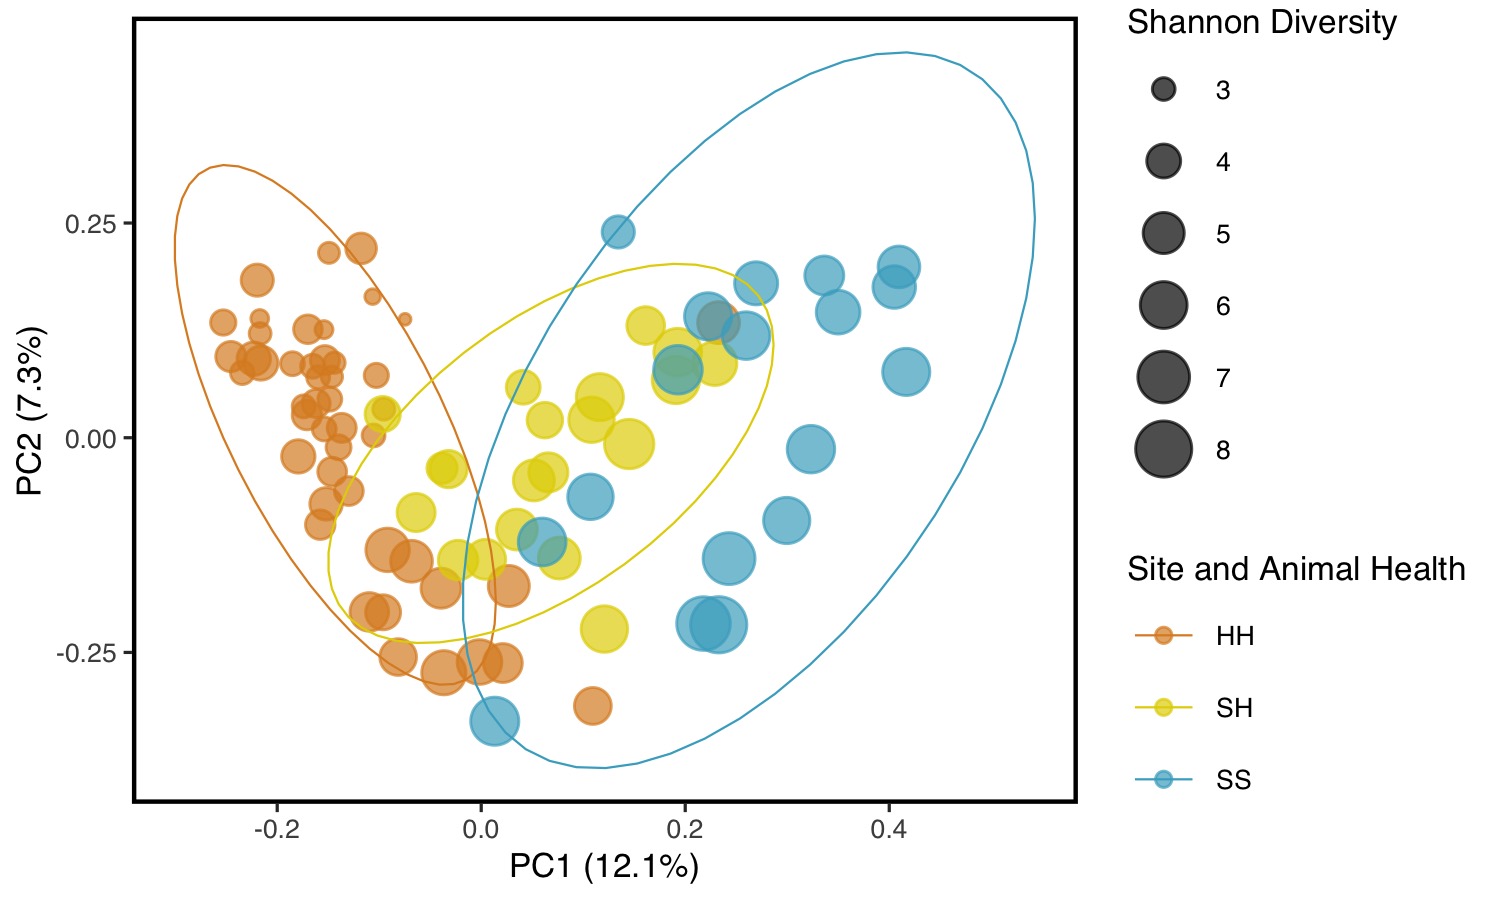 Shannon Diversity
3
4
5
6
7
8
Site and Animal Health
HH
SH
SS
PC2 (7.3%)
0.25
0.00
-0.25
-0.2
0.0
0.2
0.4
PC1 (12.1%)